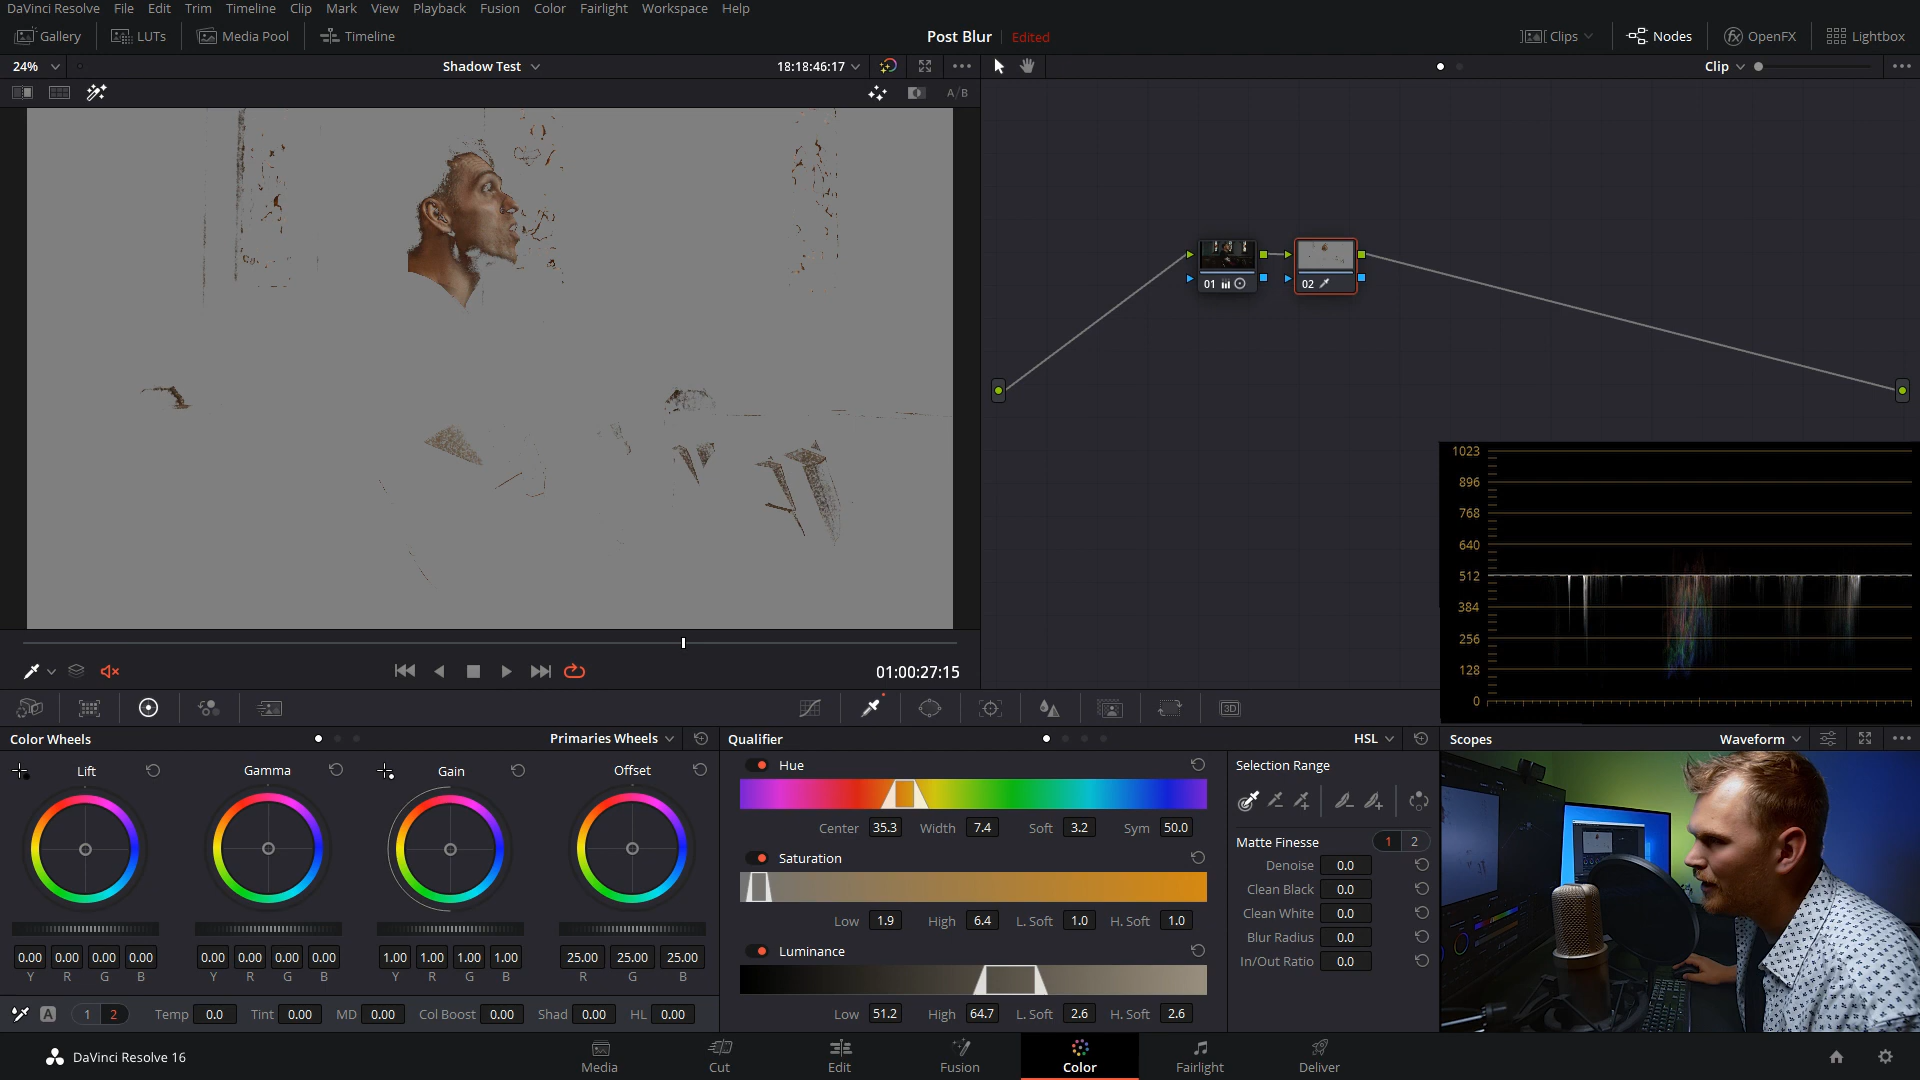 DaVinci Resolve File Edit Trim Timeline Clip Mark View Playback Fusion Color Fairlight Workspace Help
Gallery LUTs Media Pool Timeline Post Blur Edited Clips Nodes OpenFX Lightbox
24% Shadow Test 18:18:46:17 Clip
A/B
01 02
1023
896
768
640
512
384
256
128
0
01:00:27:15
3D
Color Wheels Primaries Wheels Qualifier HSL Scopes Waveform
Lift Gamma Gain Offset
0.00 0.00 0.00 0.00 0.00 0.00 0.00 0.00 1.00 1.00 1.00 1.00 25.00 25.00 25.00
Y R G B Y R G B Y R G B R G B
A 1 2 Temp 0.0 Tint 0.00 MD 0.00 Col Boost 0.00 Shad 0.00 HL 0.00
Hue
Center 35.3 Width 7.4 Soft 3.2 Sym 50.0
Saturation
Low 1.9 High 6.4 L. Soft 1.0 H. Soft 1.0
Luminance
Low 51.2 High 64.7 L. Soft 2.6 H. Soft 2.6
Selection Range
Matte Finesse 1 2
Denoise 0.0
Clean Black 0.0
Clean White 0.0
Blur Radius 0.0
In/Out Ratio 0.0
DaVinci Resolve 16 Media Cut Edit Fusion Color Fairlight Deliver